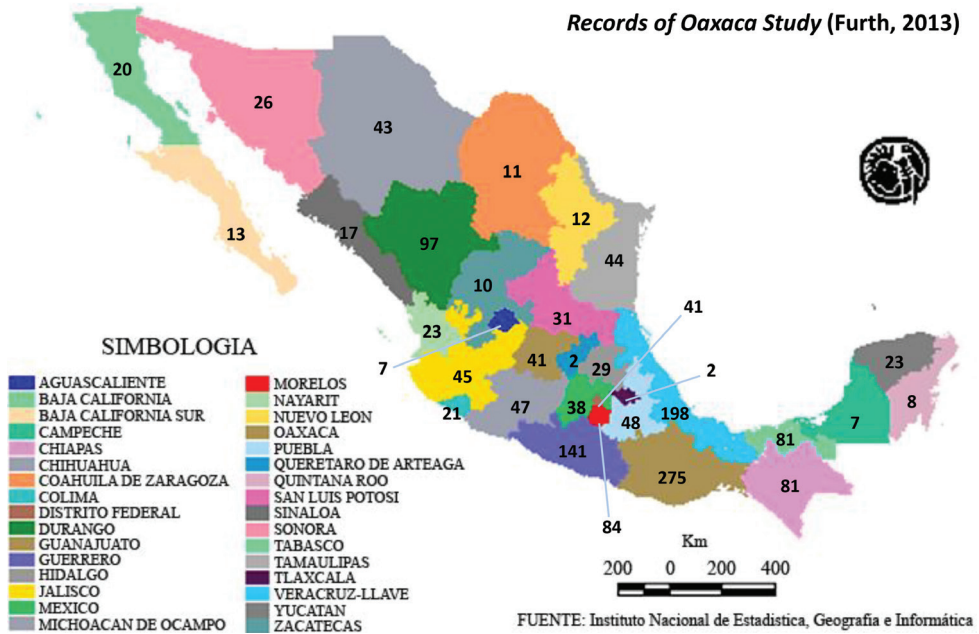 Records of Oaxaca Study (Furth, 2013)
20
26
43
11
12
13
17
97
44
10
31
41
23
7
45
41
2
29
2
23
8
21
47
38
48
198
7
81
141
275
81
84
Km
200 0 200 400
SIMBOLOGIA
AGUASCALIENTE
BAJA CALIFORNIA
BAJA CALIFORNIA SUR
CAMPECHE
CHIAPAS
CHIHUAHUA
COAHUILA DE ZARAGOZA
COLIMA
DISTRITO FEDERAL
DURANGO
GUANAJUATO
GUERRERO
HIDALGO
JALISCO
MEXICO
MICHOACAN DE OCAMPO
MORELOS
NAYARIT
NUEVO LEON
OAXACA
PUEBLA
QUERETARO DE ARTEAGA
QUINTANA ROO
SAN LUIS POTOSI
SINALOA
SONORA
TABASCO
TAMAULIPAS
TLAXCALA
VERACRUZ-LLAVE
YUCATAN
ZACATECAS
FUENTE: Instituto Nacional de Estadistica, Geografia e Informática